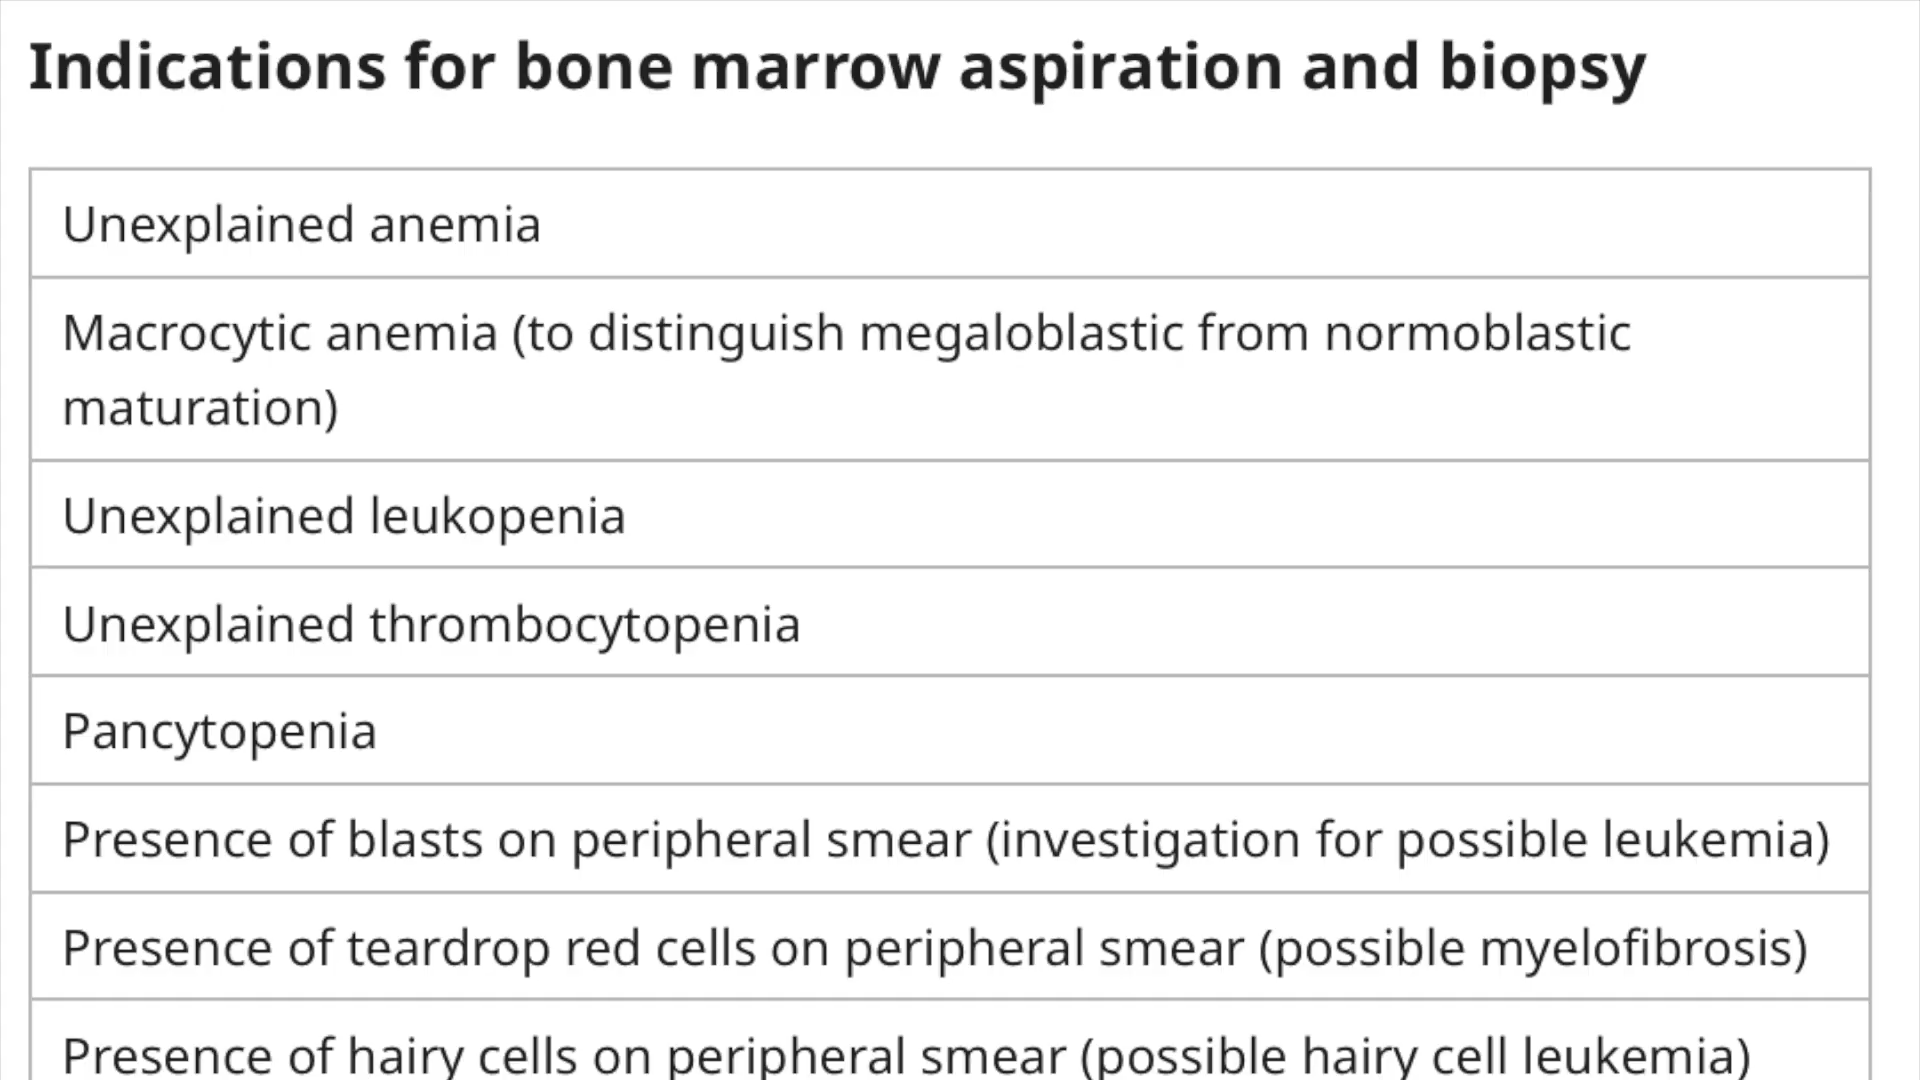 Indications for bone marrow aspiration and biopsy
Unexplained anemia
Macrocytic anemia (to distinguish megaloblastic from normoblastic
maturation)
Unexplained leukopenia
Unexplained thrombocytopenia
Pancytopenia
Presence of blasts on peripheral smear (investigation for possible leukemia)
Presence of teardrop red cells on peripheral smear (possible myelofibrosis)
Presence of hairy cells on peripheral smear (possible hairy cell leukemia)